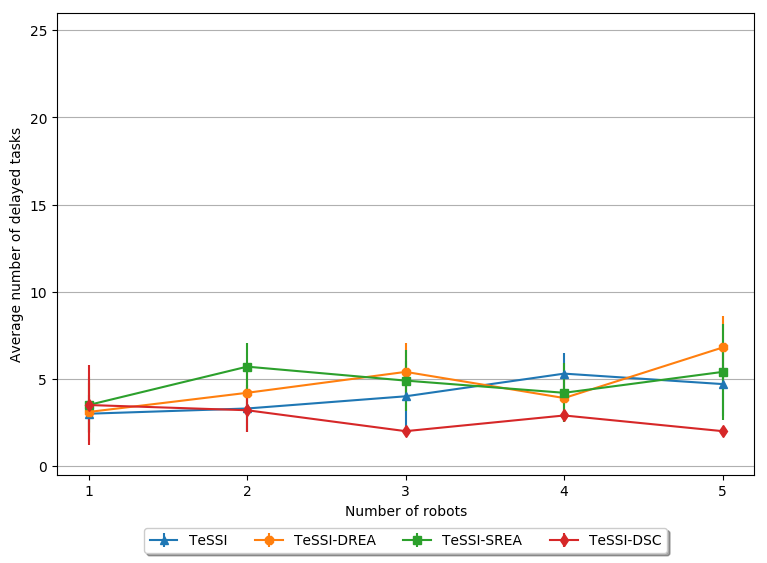 25
20
15
10
5
0
Average number of delayed tasks
1 2 3 4 5
Number of robots
TeSSI TeSSI-DREA TeSSI-SREA TeSSI-DSC